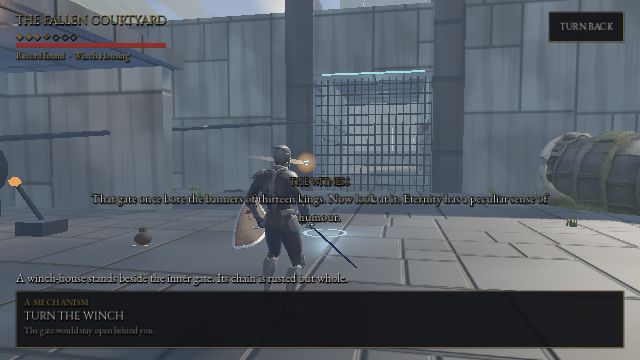 THE FALLEN COURTYARD
TURN BACK
Record found - Winch Housing
THE WITNESS
That gate once bore the banners of thirteen kings. Now look at it. Eternity has a peculiar sense of
humour.
A winch-house stands beside the inner gate. Its chain is rusted but whole.
A MECHANISM
TURN THE WINCH
The gate would stay open behind you.